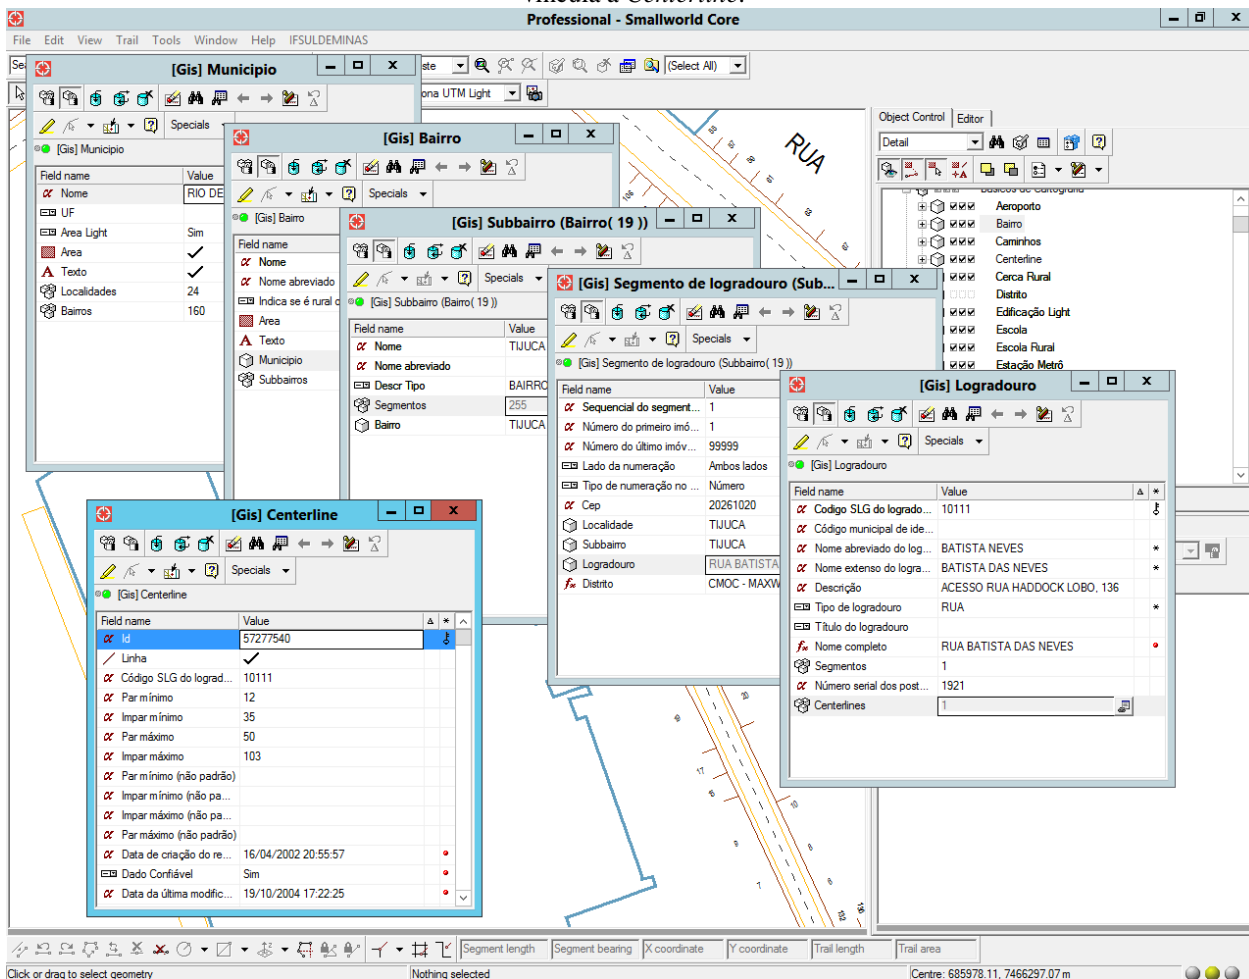 vincula a Centerline.
Professional - Smallworld Core
File Edit View Trail Tools Window Help IFSULDEMINAS
(Select All)
ona UTM Light
[Gis] Municipio
Specials
[Gis] Municipio
Field name Value
Nome RIO DE
UF
Area Light Sim
Area
Texto
Localidades 24
Bairros 160
[Gis] Bairro
Specials
[Gis] Bairro
Field name
Nome
Nome abreviado
Indica se é rural
Area
Texto
Municipio
Subbairros
[Gis] Subbairro (Bairro( 19 ))
Specials
[Gis] Subbairro (Bairro( 19 ))
Field name Value
Nome TIJUCA
Nome abreviado
Descr Tipo BAIRRO
Segmentos 255
Bairro TIJUCA
[Gis] Segmento de logradouro (Sub...
Specials
[Gis] Segmento de logradouro (Subbairro( 19 ))
Field name Value
Sequencial do segment... 1
Número do primeiro imó... 1
Número do último imóv... 99999
Lado da numeração Ambos lados
Tipo de numeração no ... Número
Cep 20261020
Localidade TIJUCA
Subbairro TIJUCA
Logradouro RUA BATISTA
Distrito CMOC - MAXW
[Gis] Logradouro
Specials
[Gis] Logradouro
Field name Value
Codigo SLG do logrado... 10111
Código municipal de ide...
Nome abreviado do log... BATISTA NEVES *
Nome extenso do logra... BATISTA DAS NEVES *
Descrição ACESSO RUA HADDOCK LOBO, 136
Tipo de logradouro RUA *
Título do logradouro
Nome completo RUA BATISTA DAS NEVES
Segmentos 1
Número serial dos post... 1921
Centerlines 1
[Gis] Centerline
Specials
[Gis] Centerline
Field name Value
Id 57277540
Linha
Código SLG do lograd... 10111
Par mínimo 12
Impar mínimo 35
Par máximo 50
Impar máximo 103
Par mínimo (não padrão)
Impar mínimo (não pa...
Impar máximo (não pa...
Par máximo (não padrão)
Data de criação do re... 16/04/2002 20:55:57
Dado Confiável Sim
Data da última modific... 19/10/2004 17:22:25
Object Control Editor
Detail
Aeroporto
Bairro
Caminhos
Centerline
Cerca Rural
Distrito
Edificação Light
Escola
Escola Rural
Estação Metrô
RUA
17
7
132
136
Segment length Segment bearing X coordinate Y coordinate Trail length Trail area
Click or drag to select geometry Nothing selected Centre: 685978.11, 7466297.07 m